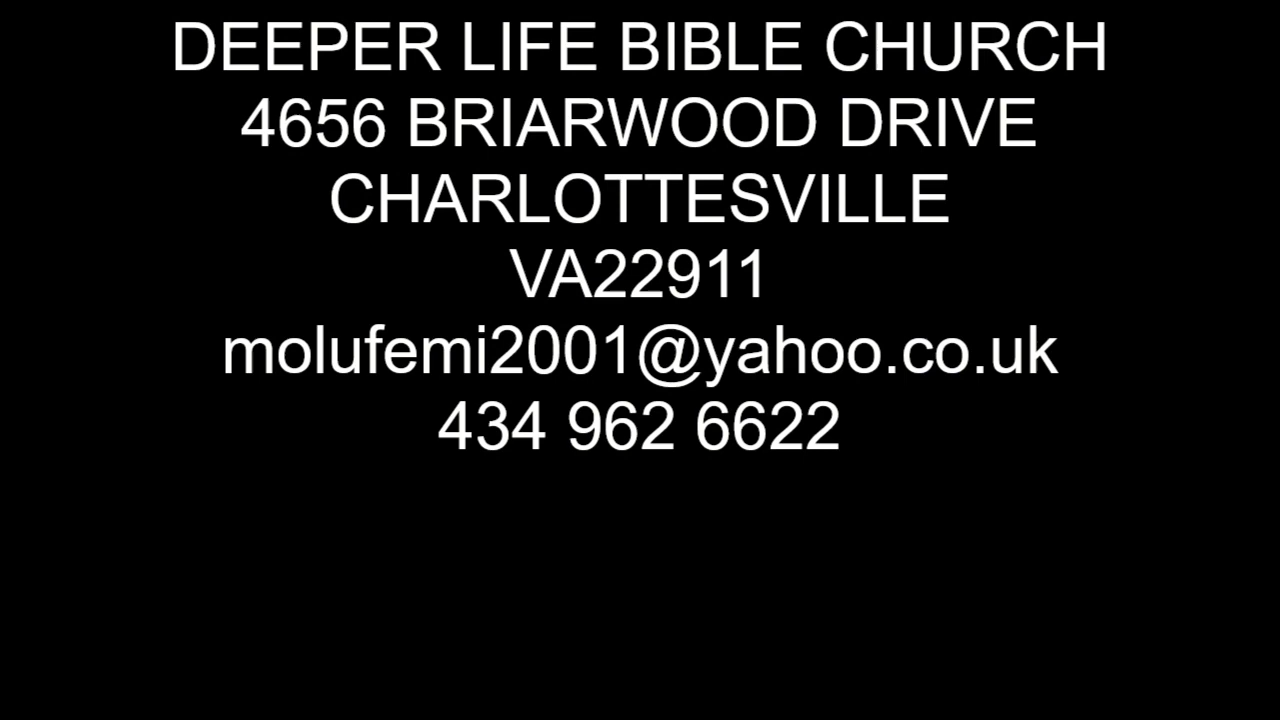 DEEPER LIFE BIBLE CHURCH
4656 BRIARWOOD DRIVE
CHARLOTTESVILLE
VA22911
molufemi2001@yahoo.co.uk
434 962 6622